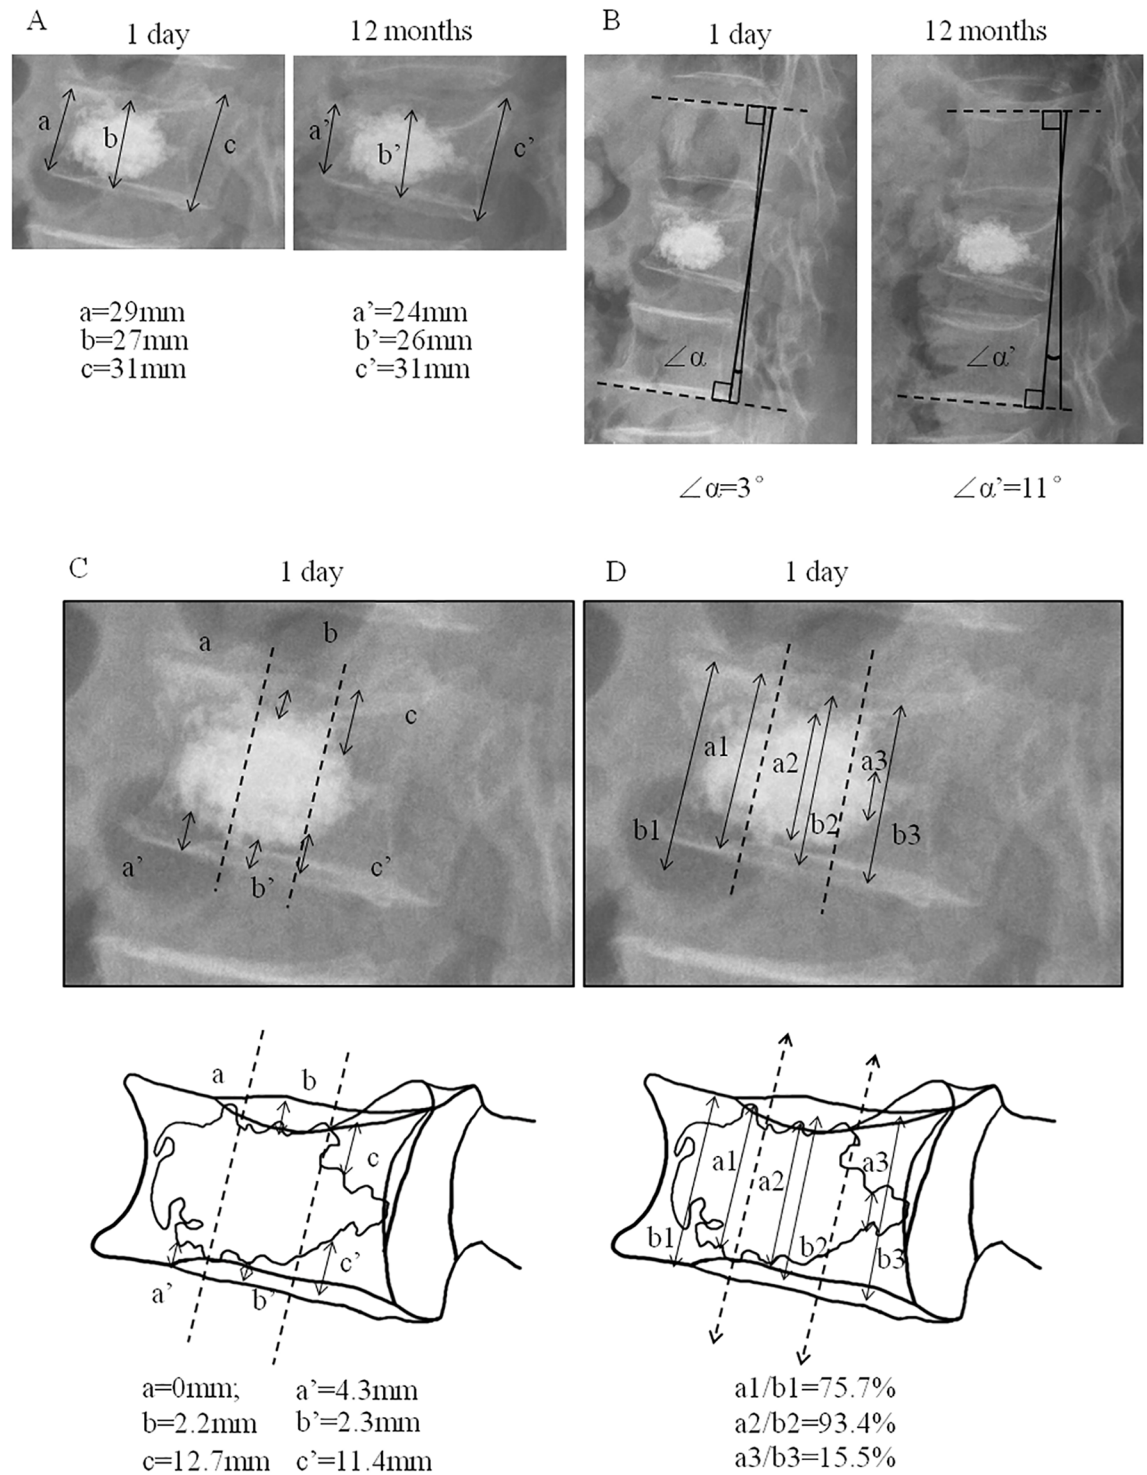 A
1 day
12 months
a
b
c
a’
b’
c’
a=29mm
b=27mm
c=31mm
a’=24mm
b’=26mm
c’=31mm
B
1 day
12 months
∠α
∠α’
∠α=3°
∠α’=11°
C
1 day
a
b
c
a’
b’
c’
D
1 day
a1
a2
a3
b1
b2
b3
a
b
c
a’
b’
c’
a=0mm; a’=4.3mm
b=2.2mm b’=2.3mm
c=12.7mm c’=11.4mm
a1
a2
a3
b1
b2
b3
a1/b1=75.7%
a2/b2=93.4%
a3/b3=15.5%